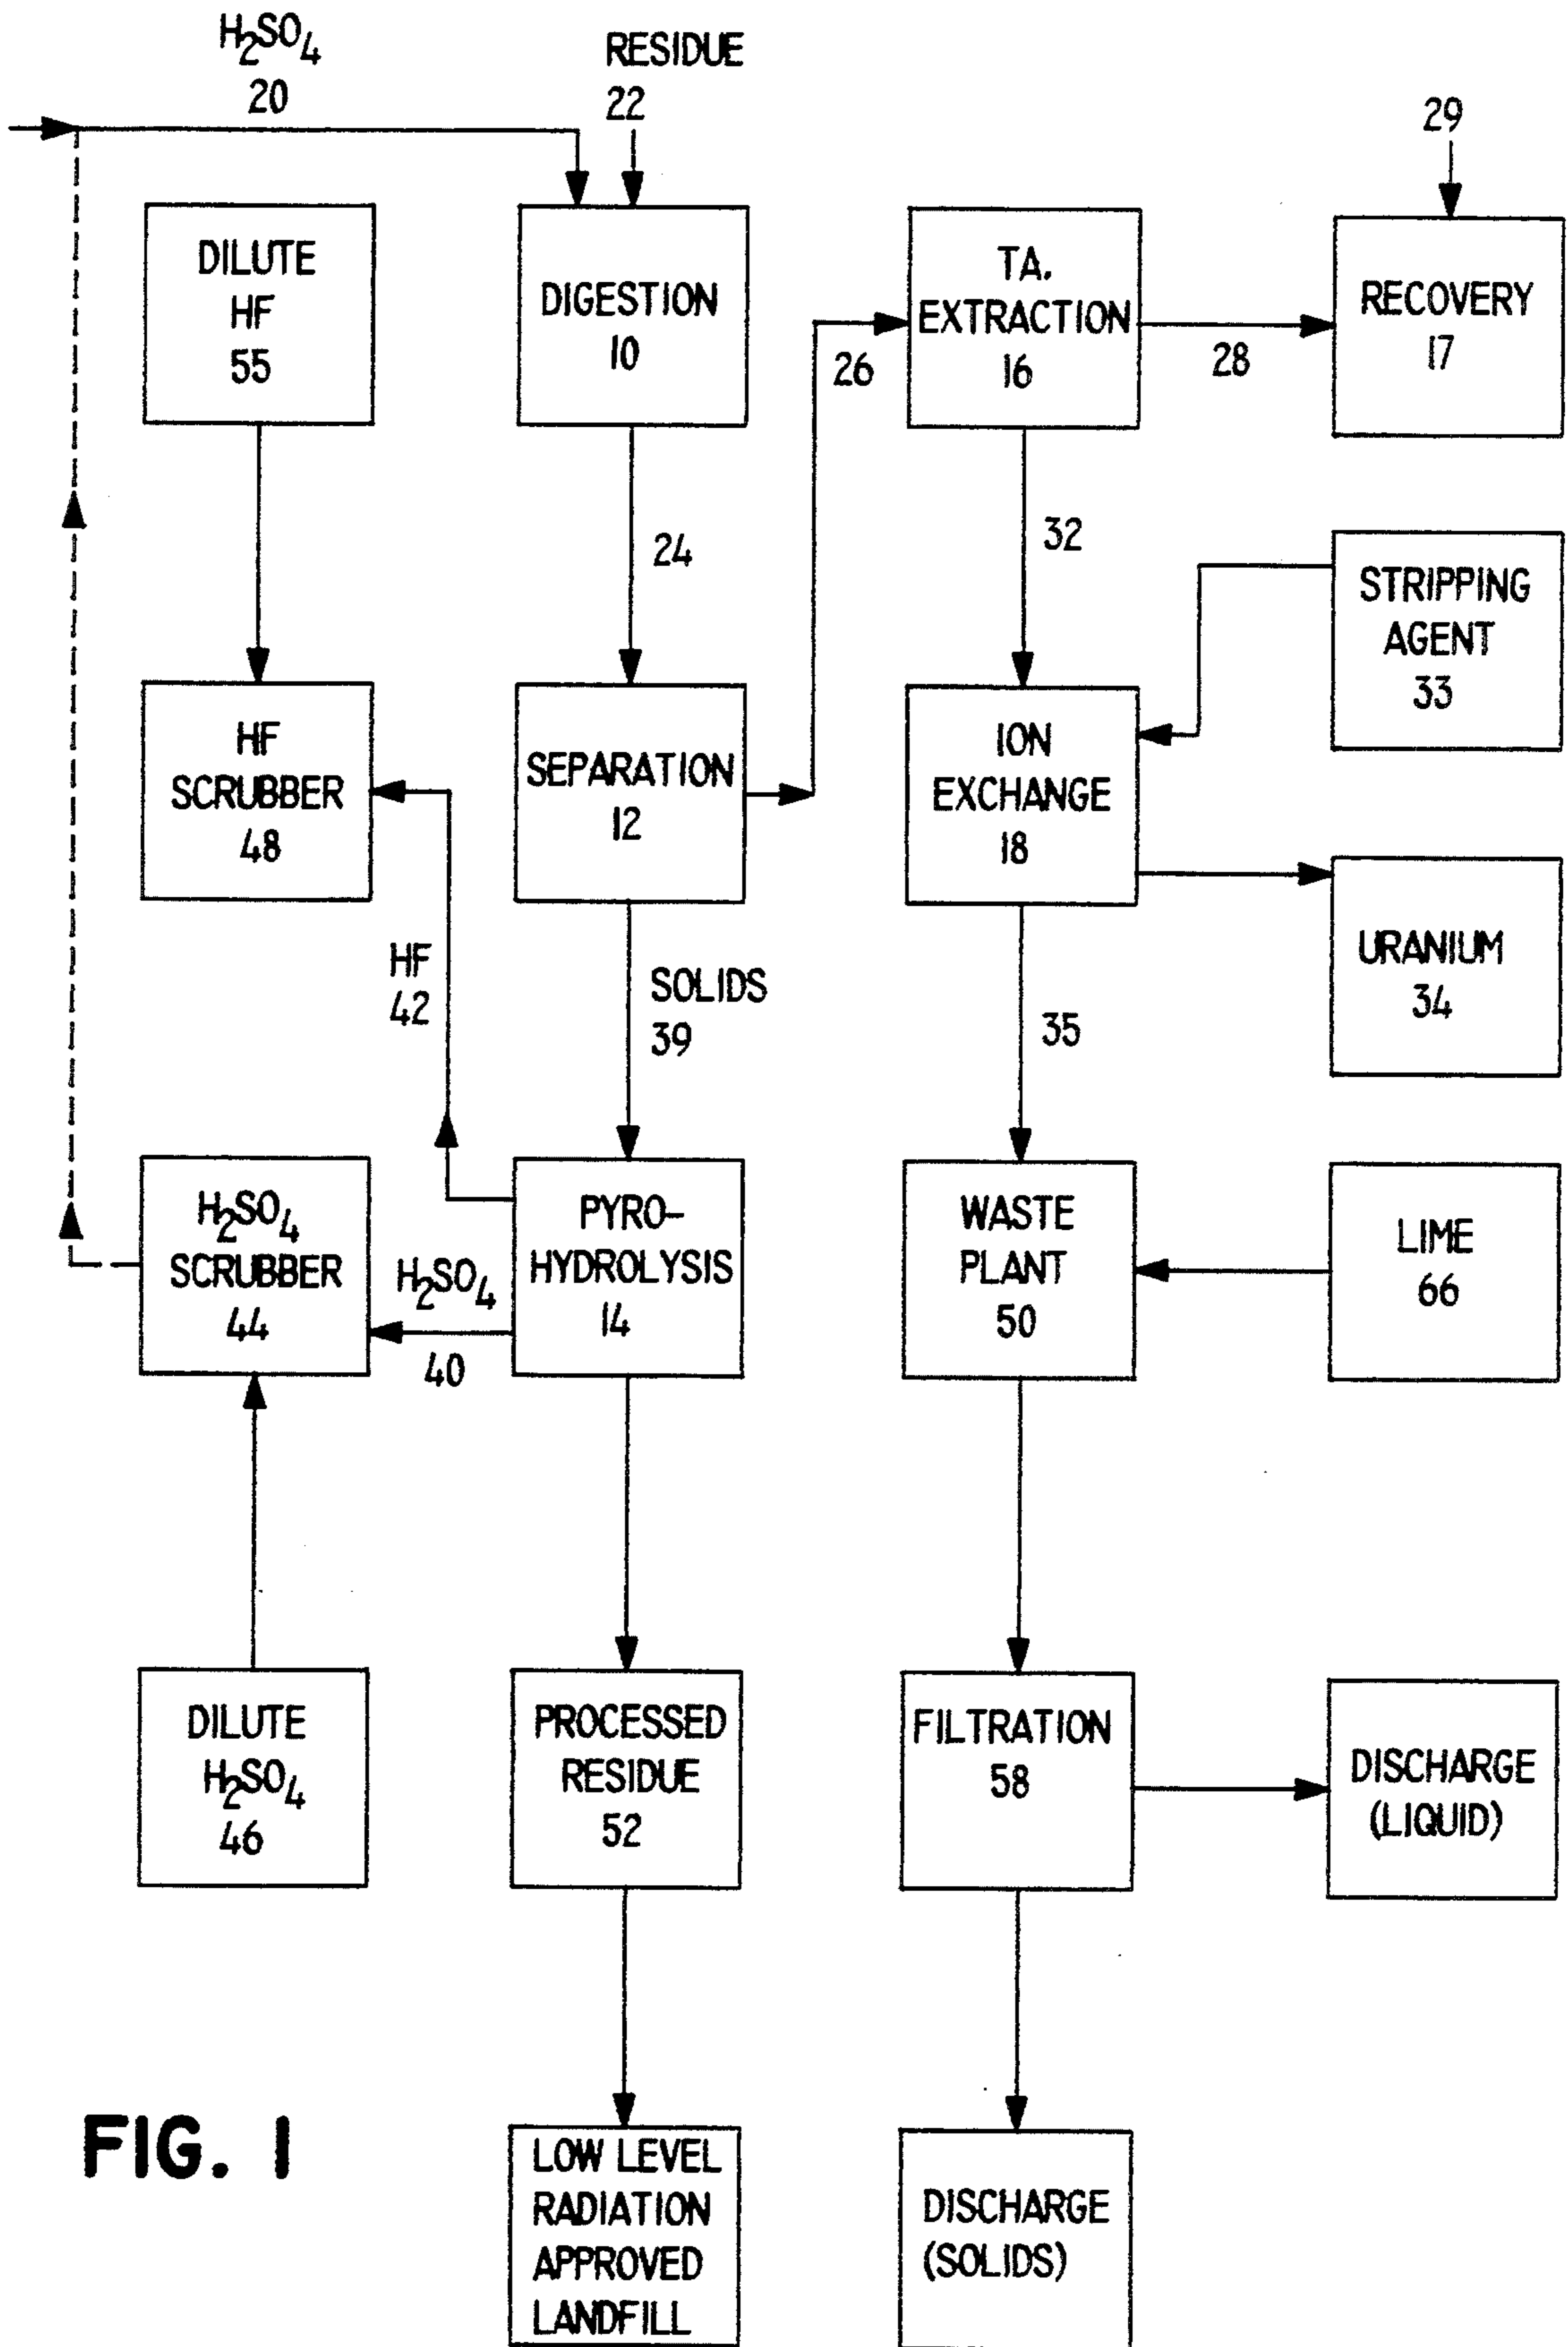 H2SO4
20
RESIDUE
22
29
DILUTE
HF
55
DIGESTION
10
TA.
EXTRACTION
16
RECOVERY
17
26
28
24
32
STRIPPING
AGENT
33
HF
SCRUBBER
48
SEPARATION
12
ION
EXCHANGE
18
HF
42
SOLIDS
39
35
URANIUM
34
H2SO4
SCRUBBER
44
H2SO4
40
PYRO-
HYDROLYSIS
14
WASTE
PLANT
50
LIME
66
DILUTE
H2SO4
46
PROCESSED
RESIDUE
52
FILTRATION
58
DISCHARGE
(LIQUID)
FIG. 1
LOW LEVEL
RADIATION
APPROVED
LANDFILL
DISCHARGE
(SOLIDS)